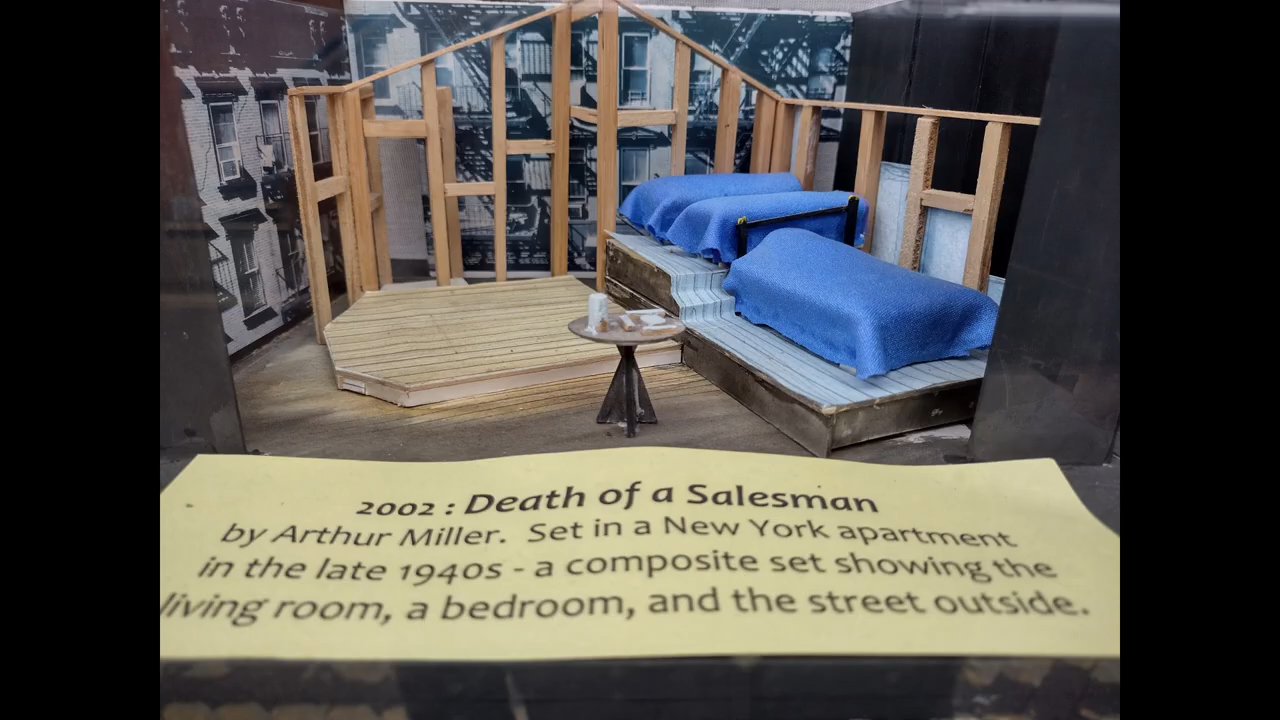 2002 : Death of a Salesman
by Arthur Miller. Set in a New York apartment
in the late 1940s - a composite set showing the
living room, a bedroom, and the street outside.